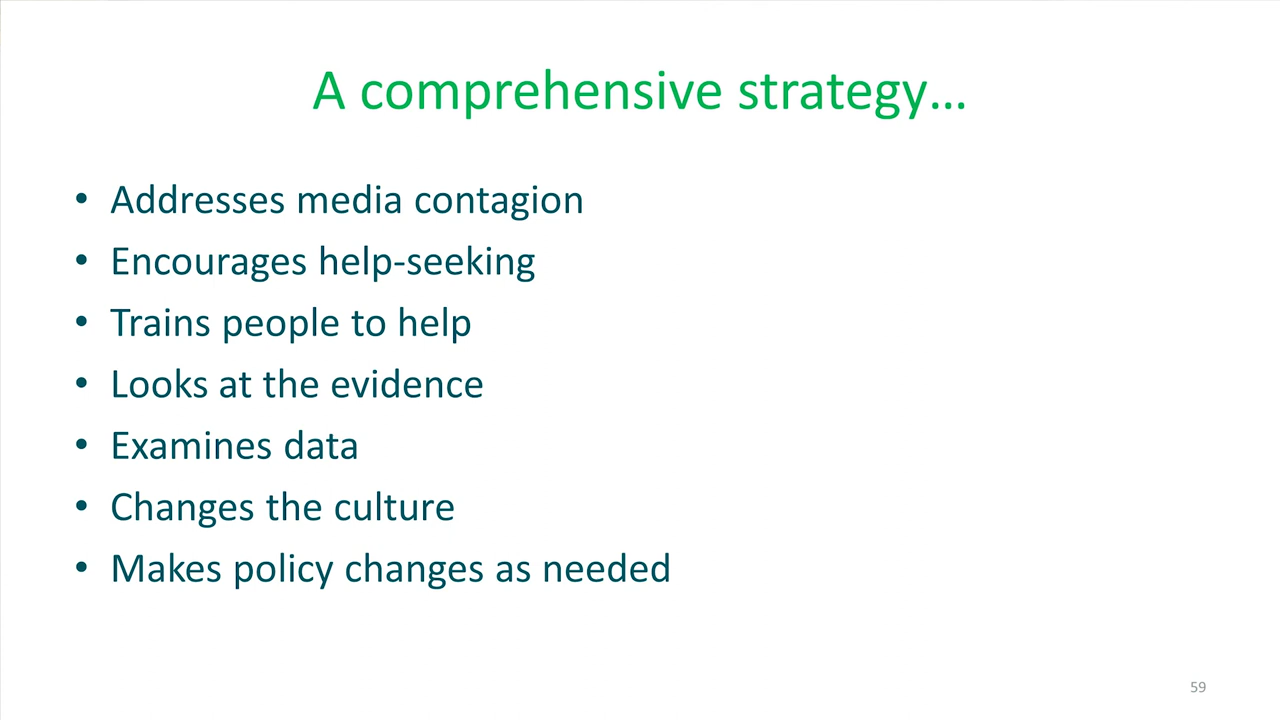 A comprehensive strategy…
• Addresses media contagion
• Encourages help-seeking
• Trains people to help
• Looks at the evidence
• Examines data
• Changes the culture
• Makes policy changes as needed
59